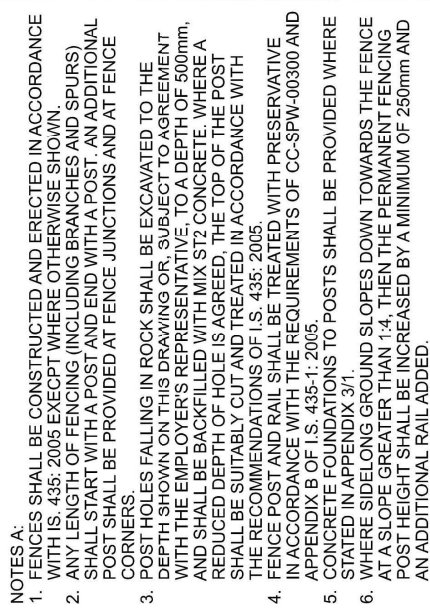 NOTES A:
1. FENCES SHALL BE CONSTRUCTED AND ERECTED IN ACCORDANCE
WITH IS. 435: 2005 EXECPT WHERE OTHERWISE SHOWN.
2. ANY LENGTH OF FENCING (INCLUDING BRANCHES AND SPURS)
SHALL START WITH A POST AND END WITH A POST. AN ADDITIONAL
POST SHALL BE PROVIDED AT FENCE JUNCTIONS AND AT FENCE
CORNERS.
3. POST HOLES FALLING IN ROCK SHALL BE EXCAVATED TO THE
DEPTH SHOWN ON THIS DRAWING OR, SUBJECT TO AGREEMENT
WITH THE EMPLOYER'S REPRESENTATIVE, TO A DEPTH OF 500mm,
AND SHALL BE BACKFILLED WITH MIX ST2 CONCRETE. WHERE A
REDUCED DEPTH OF HOLE IS AGREED, THE TOP OF THE POST
SHALL BE SUITABLY CUT AND TREATED IN ACCORDANCE WITH
THE RECOMMENDATIONS OF I.S. 435: 2005.
4. FENCE POST AND RAIL SHALL BE TREATED WITH PRESERVATIVE
IN ACCORDANCE WITH THE REQUIREMENTS OF CC-SPW-00300 AND
APPENDIX B OF I.S. 435-1: 2005.
5. CONCRETE FOUNDATIONS TO POSTS SHALL BE PROVIDED WHERE
STATED IN APPENDIX 3/1.
6. WHERE SIDELONG GROUND SLOPES DOWN TOWARDS THE FENCE
AT A SLOPE GREATER THAN 1:4, THEN THE PERMANENT FENCING
POST HEIGHT SHALL BE INCREASED BY A MINIMUM OF 250mm AND
AN ADDITIONAL RAIL ADDED.